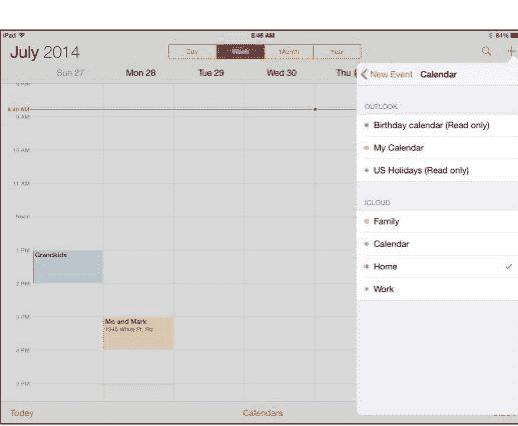 iPad
8:46 AM
84%
July 2014
Day
Week
Month
Year
Sun 27
Mon 28
Tue 29
Wed 30
Thu
New Event
Calendar
OUTLOOK
Birthday calendar (Read only)
My Calendar
US Holidays (Read only)
ICLOUD
Family
Calendar
Home
Work
8:46 AM
9 AM
10 AM
11 AM
Noon
1 PM
Grandkids
2 PM
3 PM
Me and Mark
4 PM
5 PM
Today
Calendars